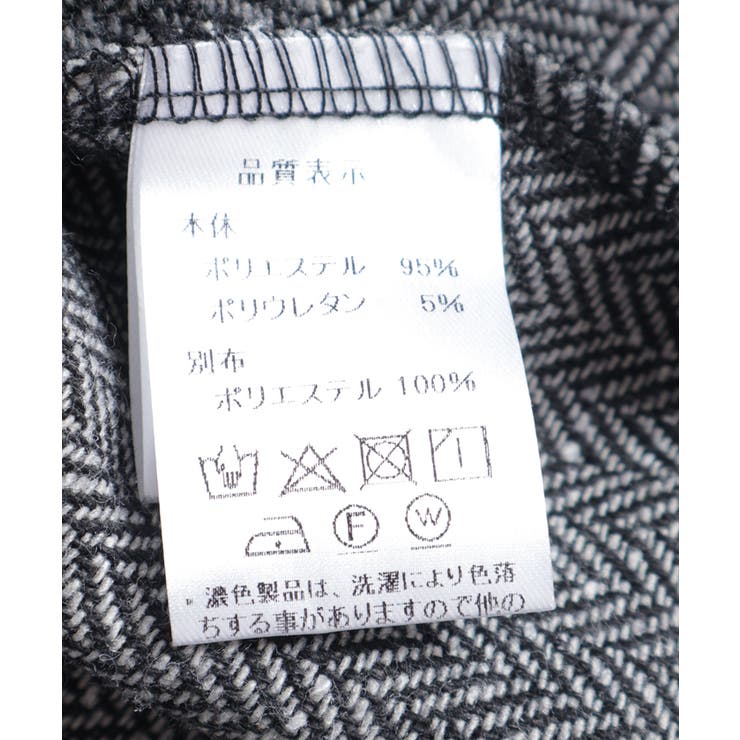 品質表示
本体
ポリエステル 95%
ポリウレタン 5%
別布
ポリエステル 100%
F W
・濃色製品は、洗濯により色落
ちする事がありますので他の